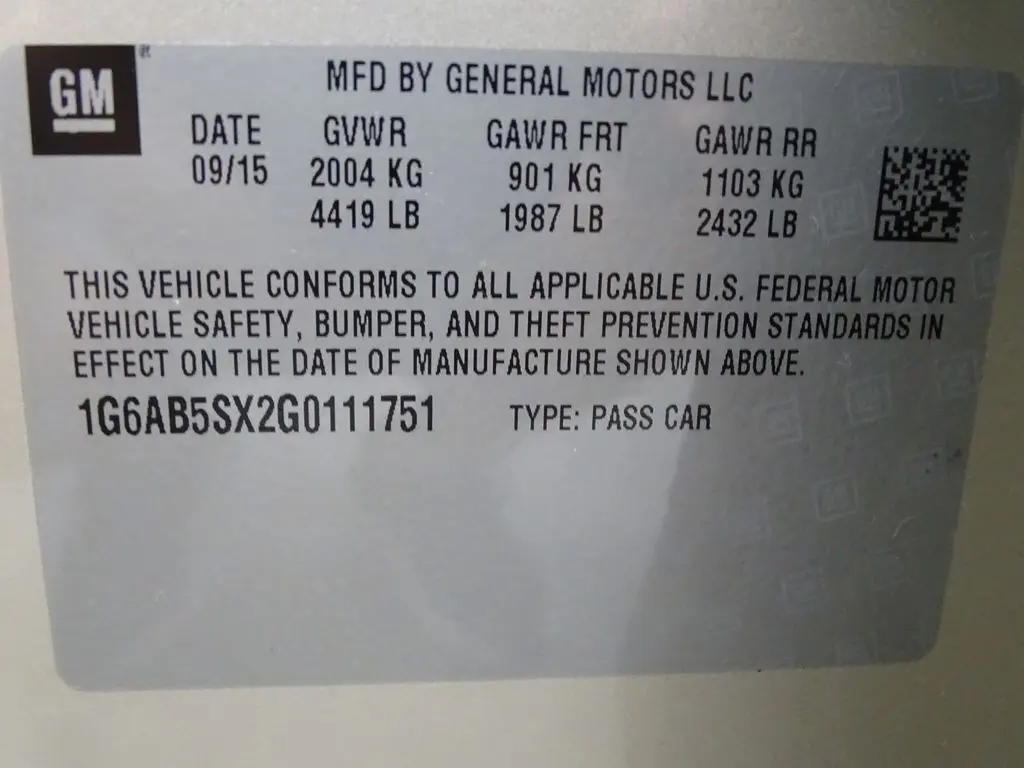 GM
MFD BY GENERAL MOTORS LLC
DATE GVWR GAWR FRT GAWR RR
09/15 2004 KG 901 KG 1103 KG
4419 LB 1987 LB 2432 LB
THIS VEHICLE CONFORMS TO ALL APPLICABLE U.S. FEDERAL MOTOR
VEHICLE SAFETY, BUMPER, AND THEFT PREVENTION STANDARDS IN
EFFECT ON THE DATE OF MANUFACTURE SHOWN ABOVE.
1G6AB5SX2G0111751 TYPE: PASS CAR